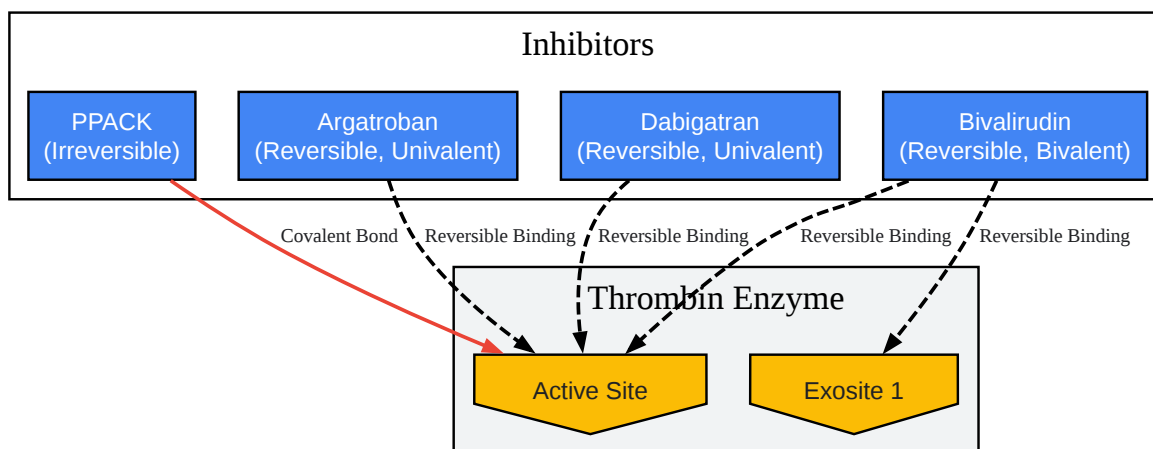 Inhibitors
PPACK
(Irreversible)
Argatroban
(Reversible, Univalent)
Dabigatran
(Reversible, Univalent)
Bivalirudin
(Reversible, Bivalent)
Covalent Bond
Reversible Binding
Reversible Binding
Reversible Binding
Reversible Binding
Thrombin Enzyme
Active Site
Exosite 1